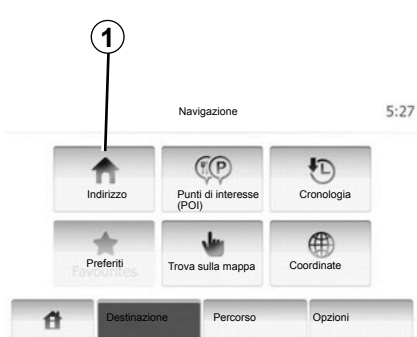 1
Navigazione 5:27
Indirizzo Punti di interesse Cronologia
(POI)
Preferiti Trova sulla mappa Coordinate
Favourites
Destinazione Percorso Opzioni